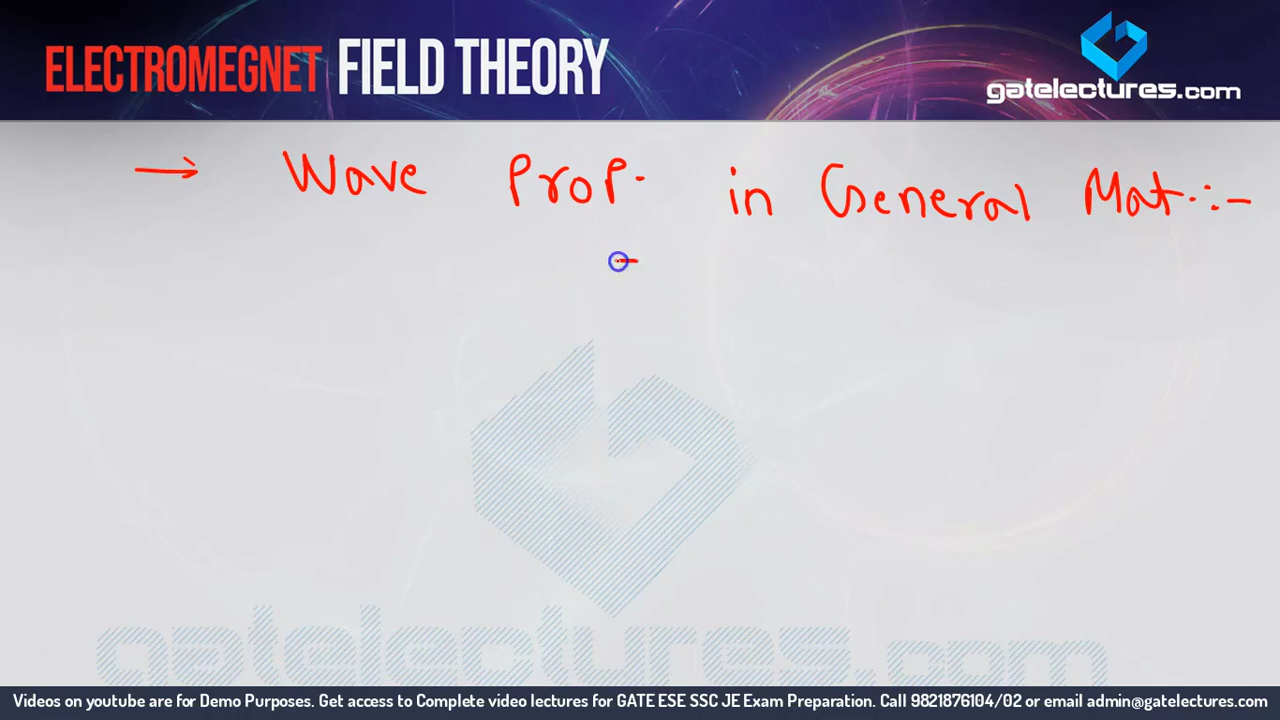 ELECTROMEGNET FIELD THEORY
gatelectures.com
→ Wave Prop. in General Mat.:-
gatelectures.com
Videos on youtube are for Demo Purposes. Get access to Complete video lectures for GATE ESE SSC JE Exam Preparation. Call 9821876104/02 or email admin@gatelectures.com